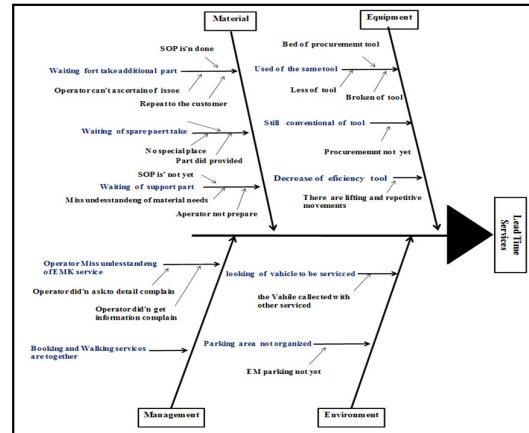 Material
Equipment
SOP is'n done
Waiting fort take additional part
Operator can't ascertain of issoe
Repeat to the customer
Waiting of spare paert take
No special place
Part did provided
SOP is' not yet
Waiting of support part
Miss undesstandeng of material needs
Aperator not prepare
Bed of procurememt tool
Used of the same tool
Less of tool
Broken of tool
Still conventional of tool
Procurememnt not yet
Decrease of eficiency tool
There are lifting and repetitive
movements
Lead Time
Services
Operator Miss undesstandeng
of EMK service
Operator did'n ask to detail complain
Operator did'n get
information complain
Booking and Walking services
are together
looking of vahicle to be serviccd
the Vahile callected with
other serviced
Parking area not organized
EM parking not yet
Management
Environment